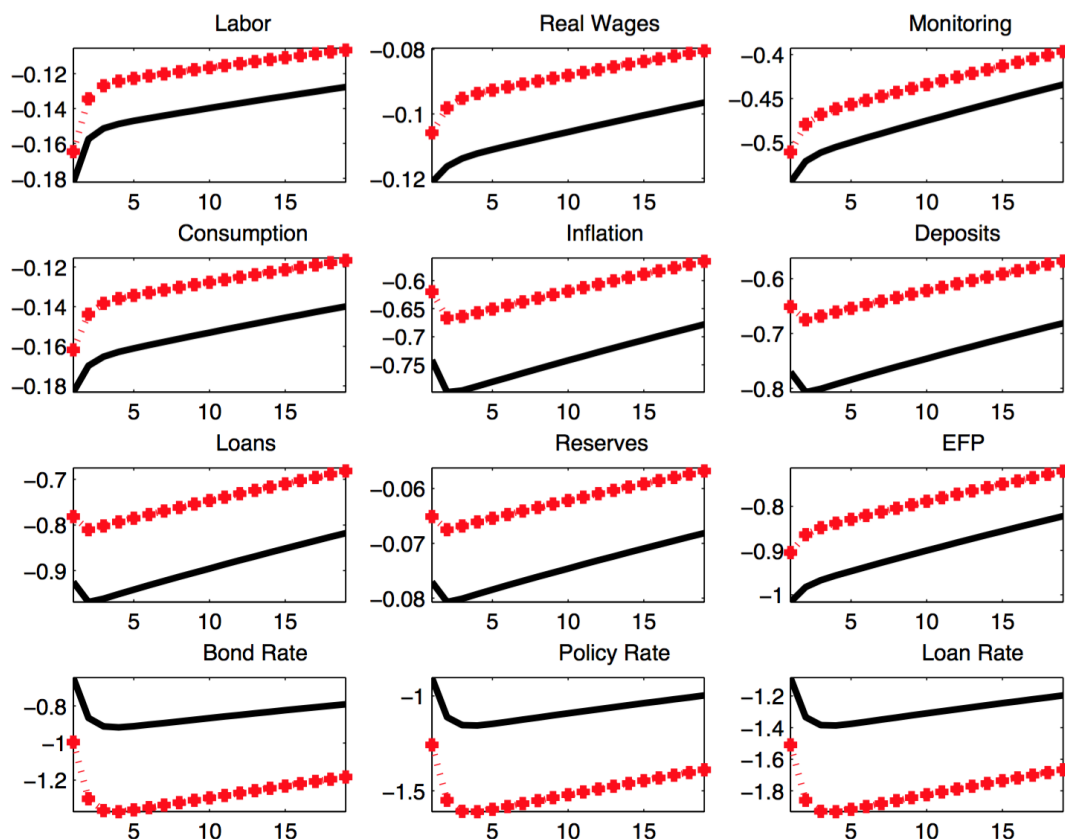 Labor
−0.12
−0.14
−0.16
−0.18
5 10 15
Real Wages
−0.08
−0.1
−0.12
5 10 15
Monitoring
−0.4
−0.45
−0.5
5 10 15
Consumption
−0.12
−0.14
−0.16
−0.18
5 10 15
Inflation
−0.6
−0.65
−0.7
−0.75
5 10 15
Deposits
−0.6
−0.7
−0.8
5 10 15
Loans
−0.7
−0.8
−0.9
5 10 15
Reserves
−0.06
−0.07
−0.08
5 10 15
EFP
−0.8
−0.9
−1
5 10 15
Bond Rate
−0.8
−1
−1.2
5 10 15
Policy Rate
−1
−1.5
5 10 15
Loan Rate
−1.2
−1.4
−1.6
−1.8
5 10 15